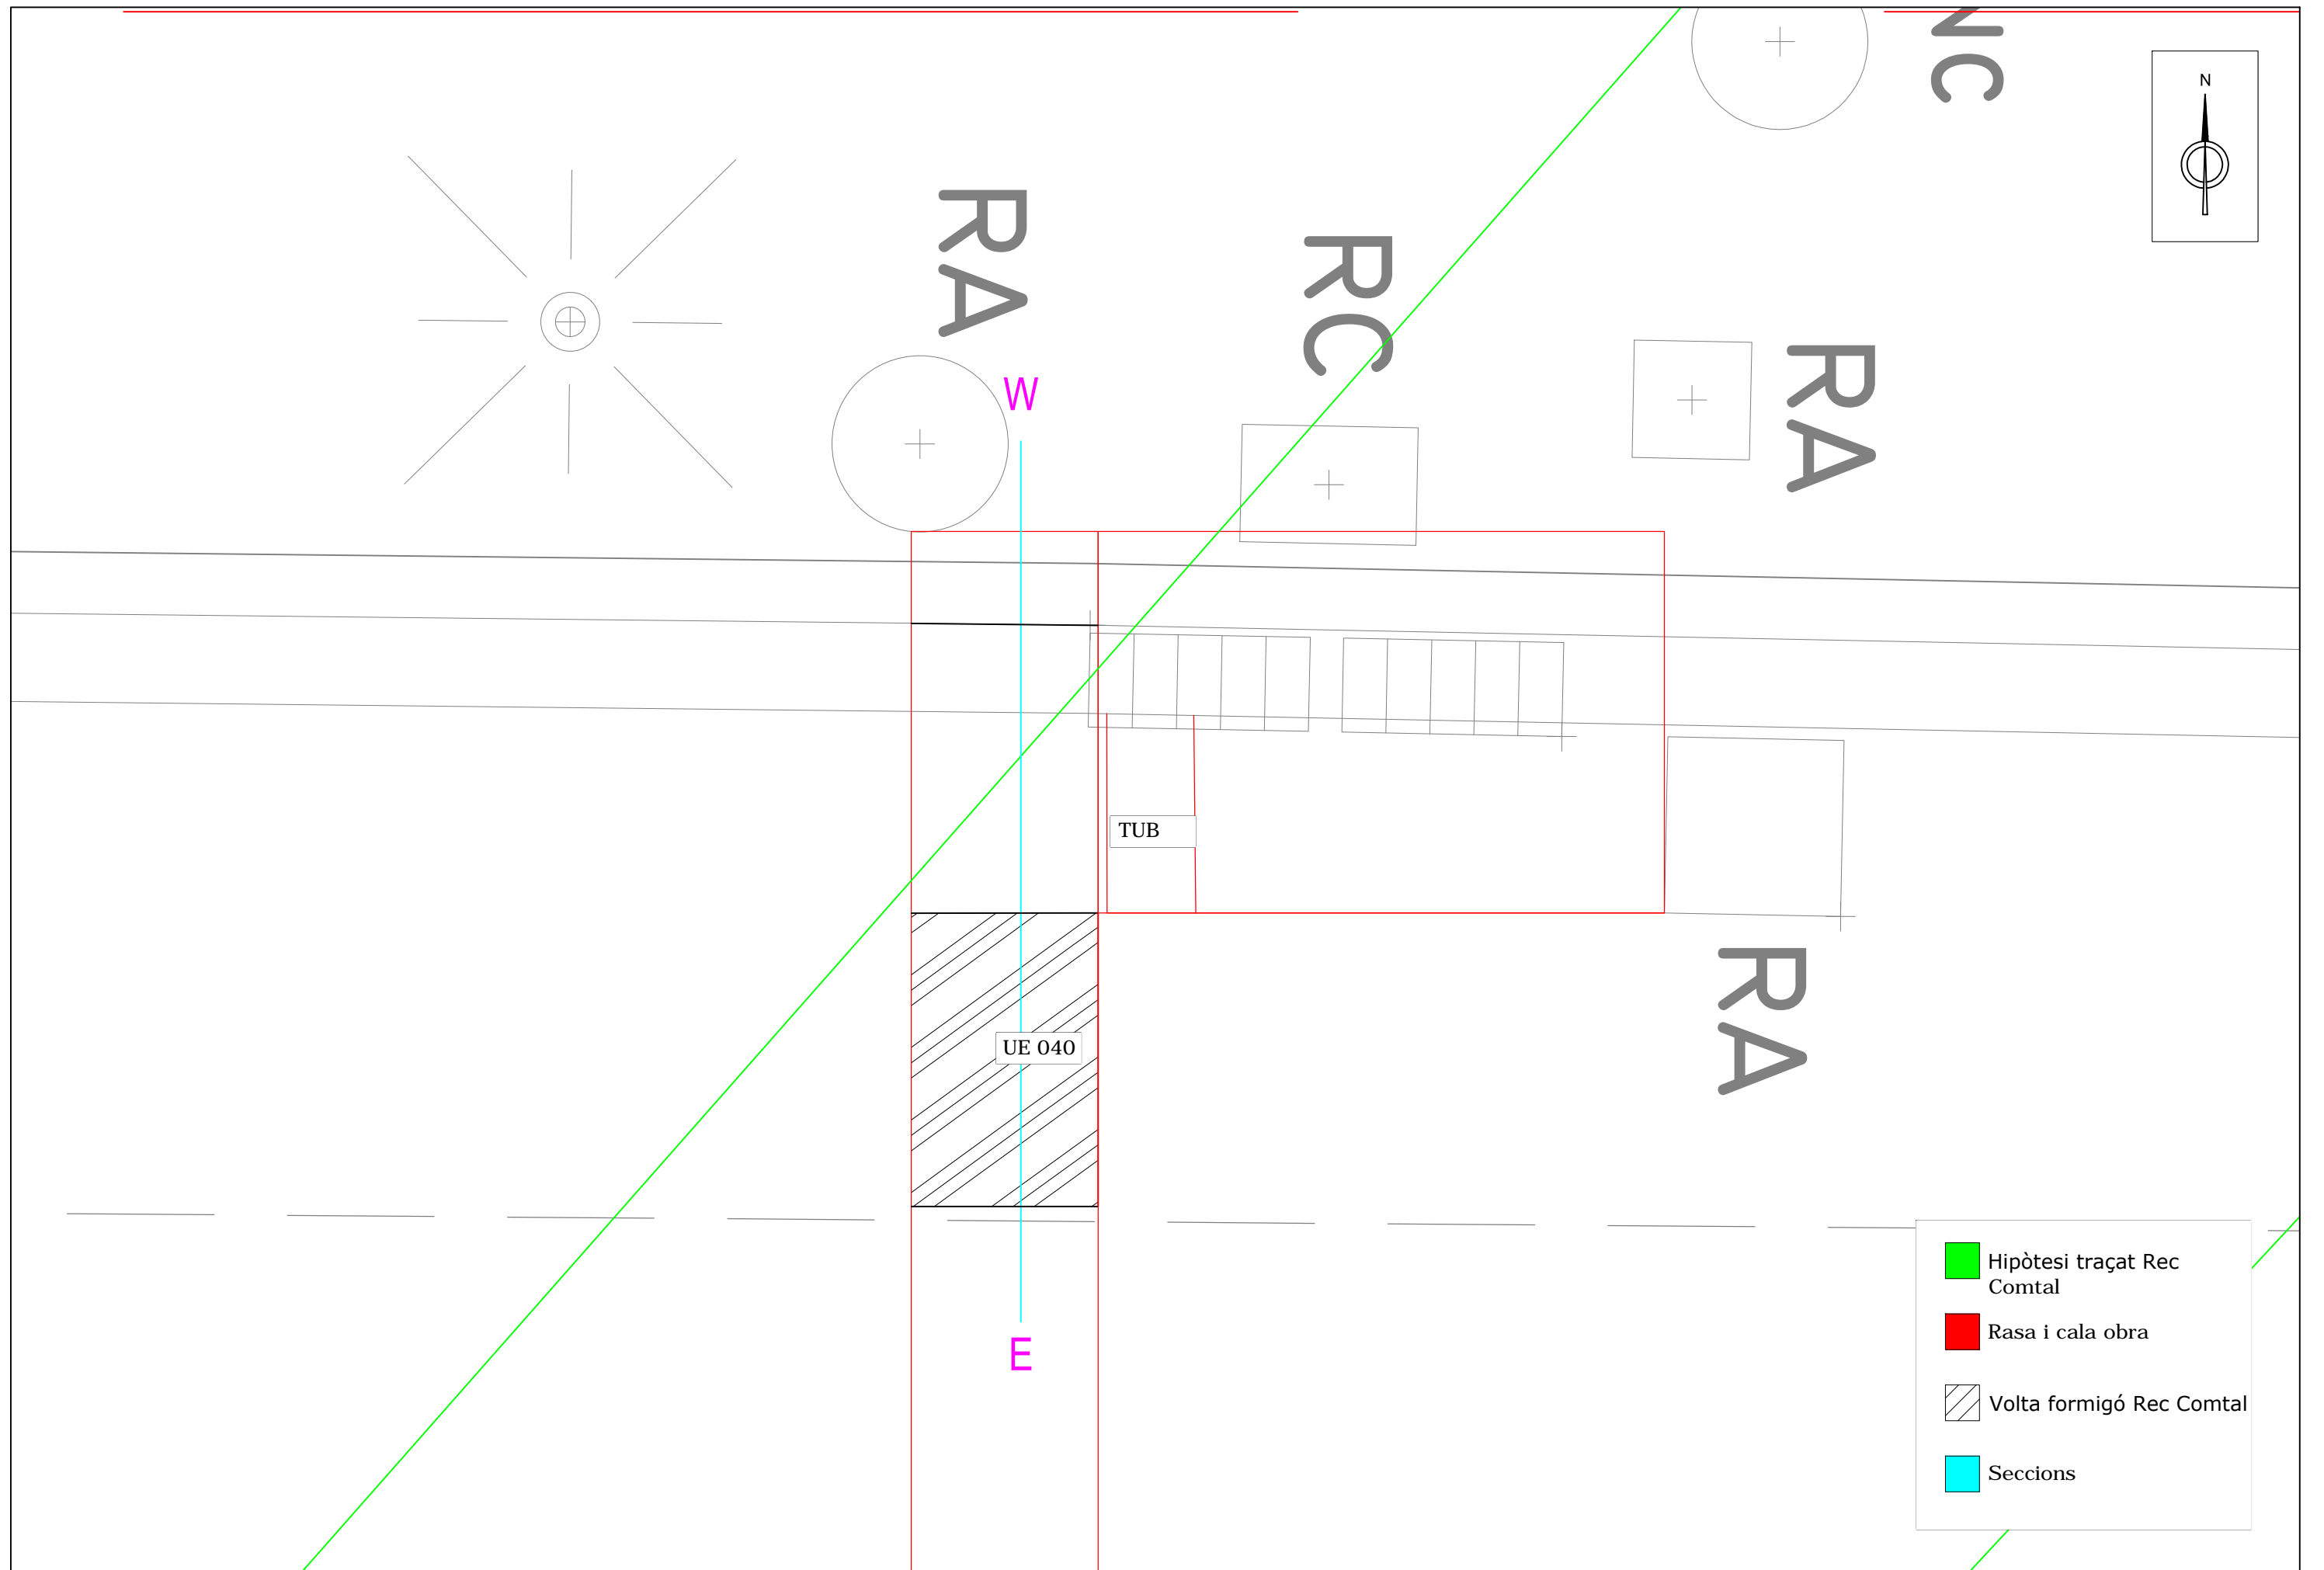 NC
N
RA
RC
RA
W
TUB
RA
UE 040
E
Hipòtesi traçat Rec
Comtal
Rasa i cala obra
Volta formigó Rec Comtal
Seccions